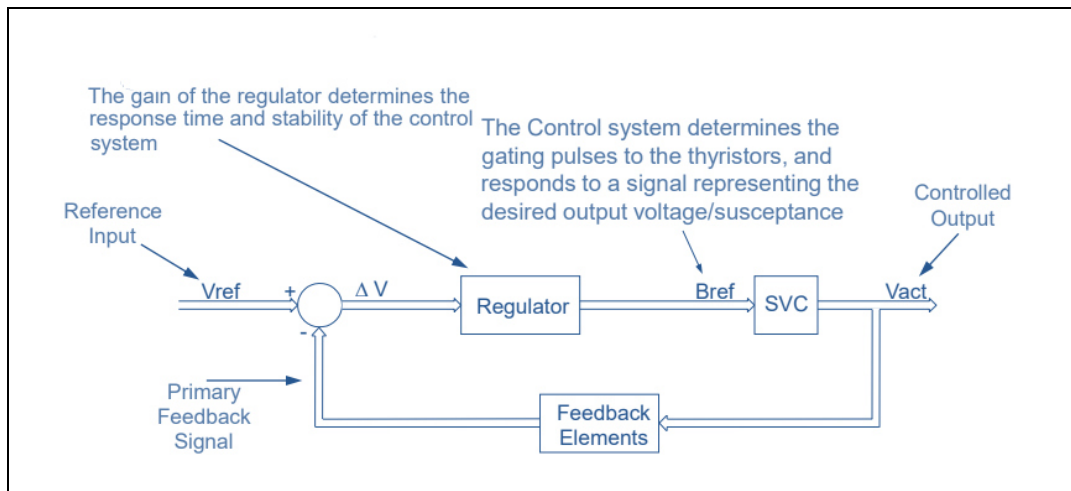 The gain of the regulator determines the
response time and stability of the control
system
The Control system determines the
gating pulses to the thyristors, and
responds to a signal representing the
desired output voltage/susceptance
Controlled
Output
Reference
Input
Vref
+
Δ V
Regulator
Bref
SVC
Vact
-
Primary
Feedback
Signal
Feedback
Elements